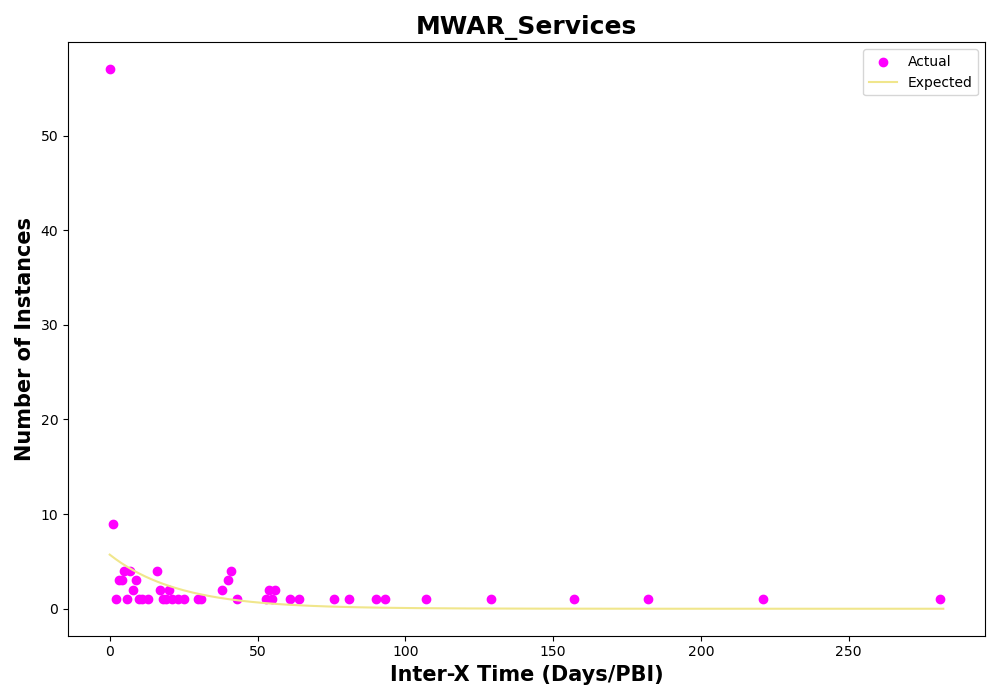 MWAR_Services
Actual
Expected
Number of Instances
50
40
30
20
10
0
0 50 100 150 200 250
Inter-X Time (Days/PBI)